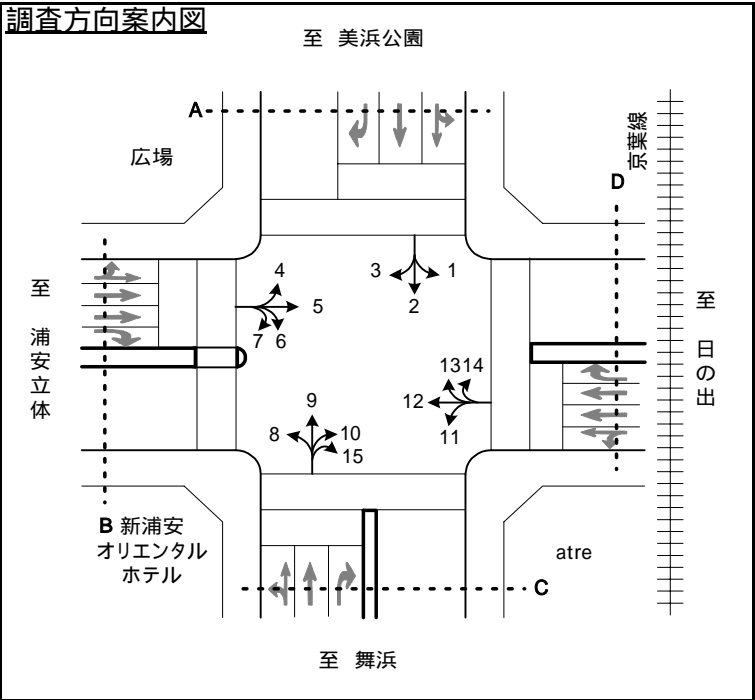 調査方向案内図
至 美浜公園
A
広場
京葉線
D
3
1
2
4
5
7 6
至 浦安立体
至 日の出
13 14
12
11
9
8
10
15
B 新浦安
オリエンタル
ホテル
atre
C
至 舞浜